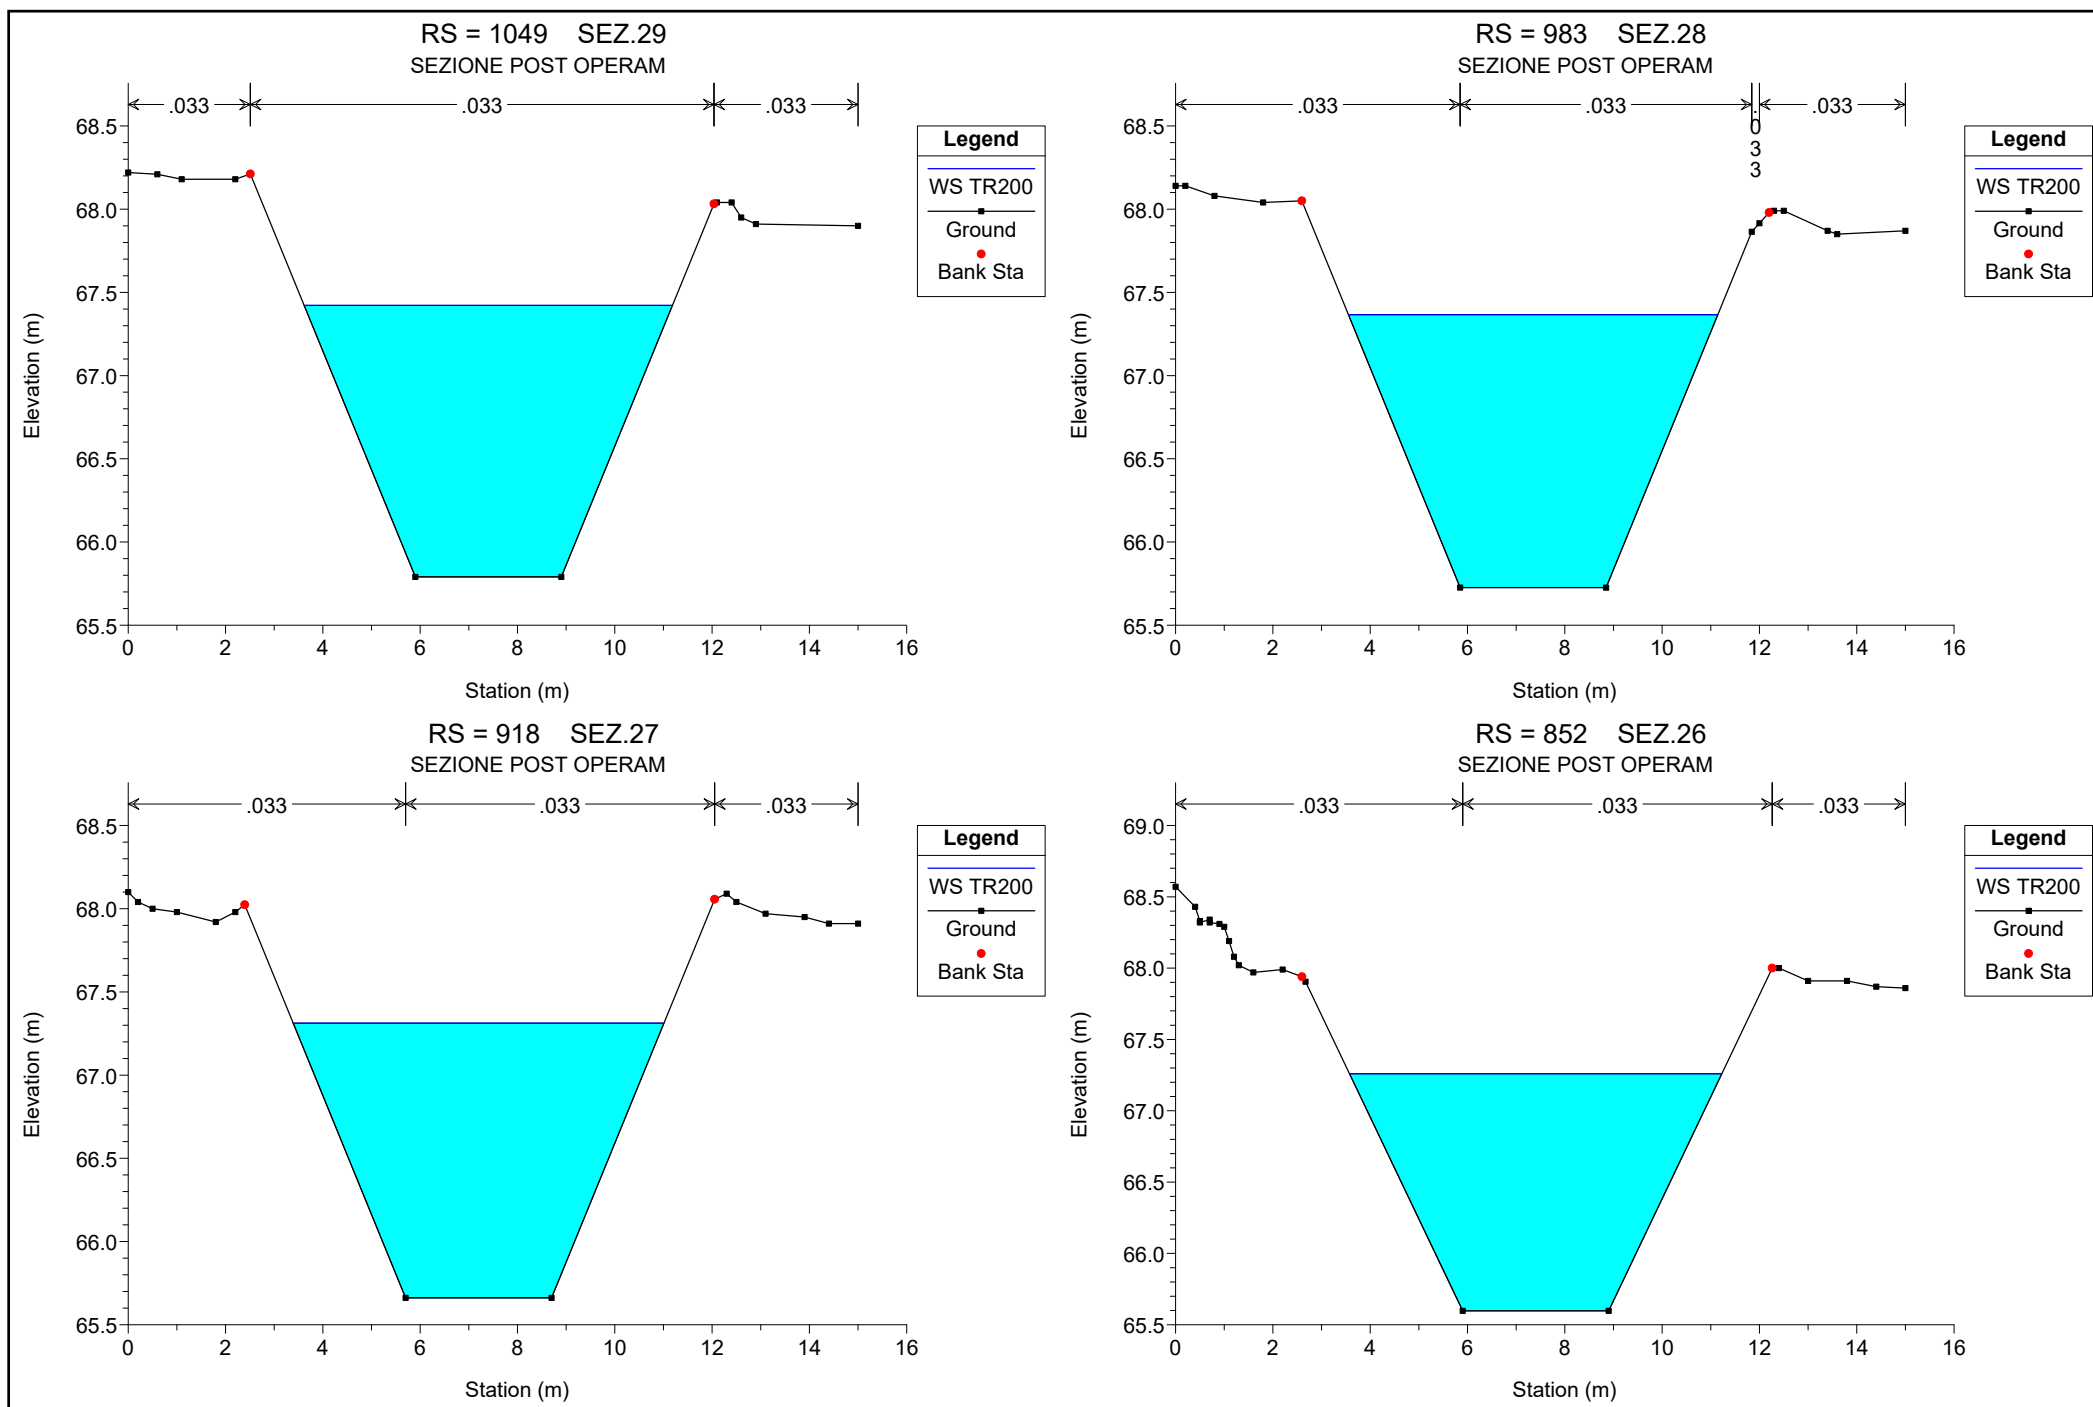 RS = 1049 SEZ.29
SEZIONE POST OPERAM
.033 .033 .033
68.5
68.0
67.5
67.0
66.5
66.0
65.5
0 2 4 6 8 10 12 14 16
Station (m)
Elevation (m)
Legend
WS TR200
Ground
Bank Sta
RS = 983 SEZ.28
SEZIONE POST OPERAM
.033 .033 .033 .033
68.5
68.0
67.5
67.0
66.5
66.0
65.5
0 2 4 6 8 10 12 14 16
Station (m)
Elevation (m)
Legend
WS TR200
Ground
Bank Sta
RS = 918 SEZ.27
SEZIONE POST OPERAM
.033 .033 .033
68.5
68.0
67.5
67.0
66.5
66.0
65.5
0 2 4 6 8 10 12 14 16
Station (m)
Elevation (m)
Legend
WS TR200
Ground
Bank Sta
RS = 852 SEZ.26
SEZIONE POST OPERAM
.033 .033 .033
69.0
68.5
68.0
67.5
67.0
66.5
66.0
65.5
0 2 4 6 8 10 12 14 16
Station (m)
Elevation (m)
Legend
WS TR200
Ground
Bank Sta